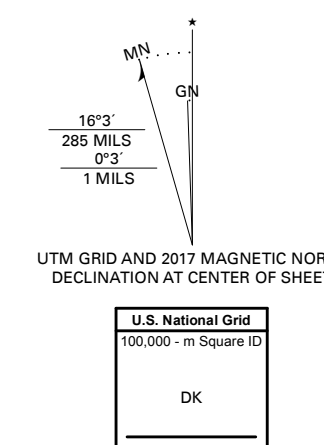 ★
MN
GN
16°3´
285 MILS
0°3´
1 MILS
UTM GRID AND 2017 MAGNETIC NOR
DECLINATION AT CENTER OF SHEE
U.S. National Grid
100,000 - m Square ID
DK